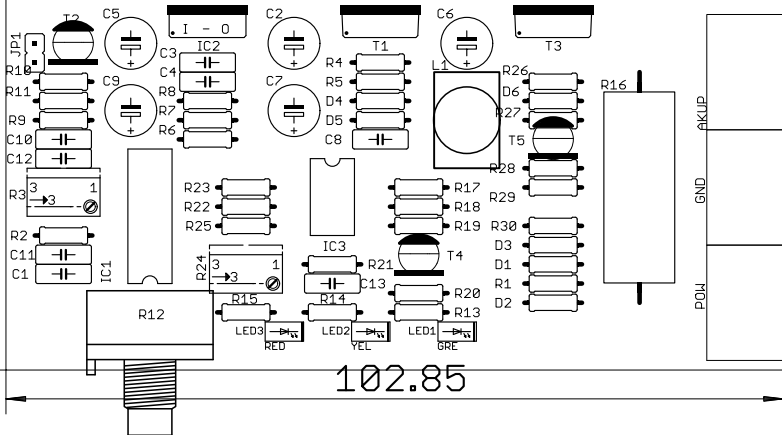 C5
C2
C6
T2
I - O
JP1
C3
IC2
T1
T3
R10
C4
R4
L1
R26
R11
C9
R8
C7
R5
D6
R16
R7
D4
R27
R9
R6
D5
AKUP
C10
C8
T5
C12
R28
R3
3
1
3
R23
R17
R29
GND
R22
R18
R2
R25
R19
R30
C11
IC1
IC3
T4
D3
C1
R24
3
1
3
R21
D1
C13
R1
R20
POW
R12
R15
R14
R13
D2
LED3
LED2
LED1
RED
YEL
GRE
102.85